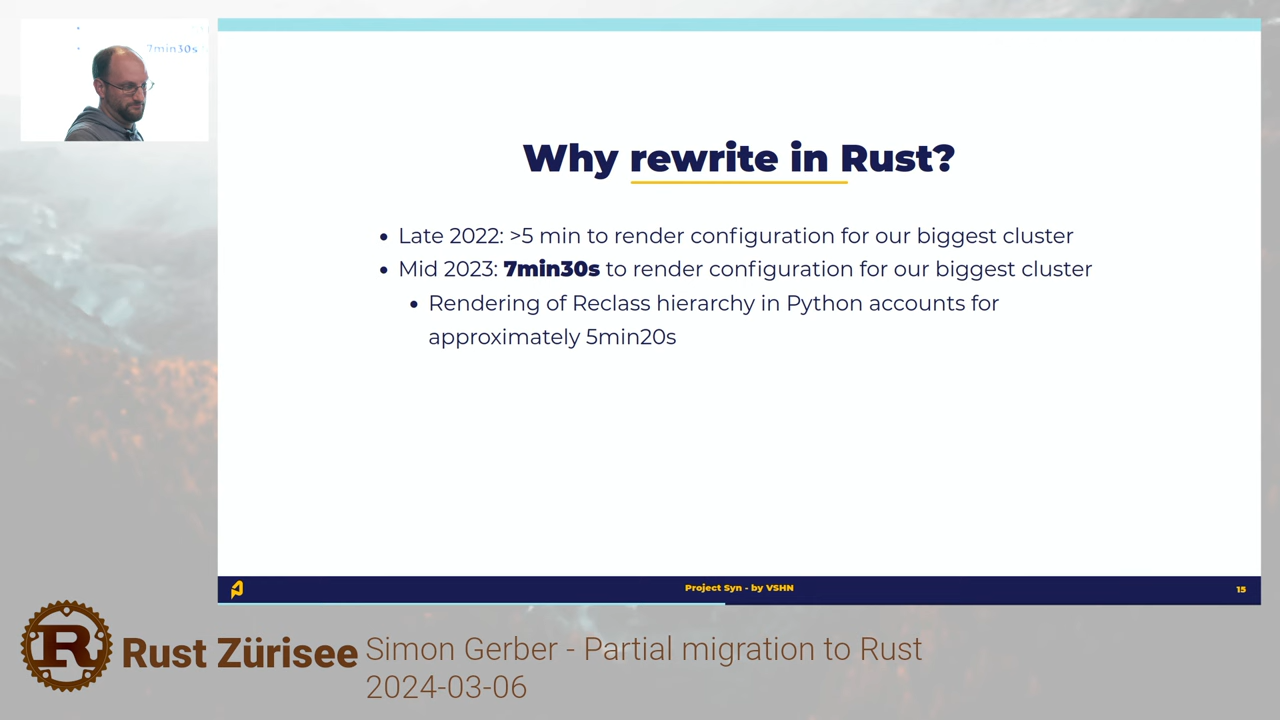 7min30s
Why rewrite in Rust?
Late 2022: >5 min to render configuration for our biggest cluster
Mid 2023: 7min30s to render configuration for our biggest cluster
Rendering of Reclass hierarchy in Python accounts for
approximately 5min20s
Project Syn - by VSHN
15
R
Rust Zürisee
Simon Gerber - Partial migration to Rust
2024-03-06